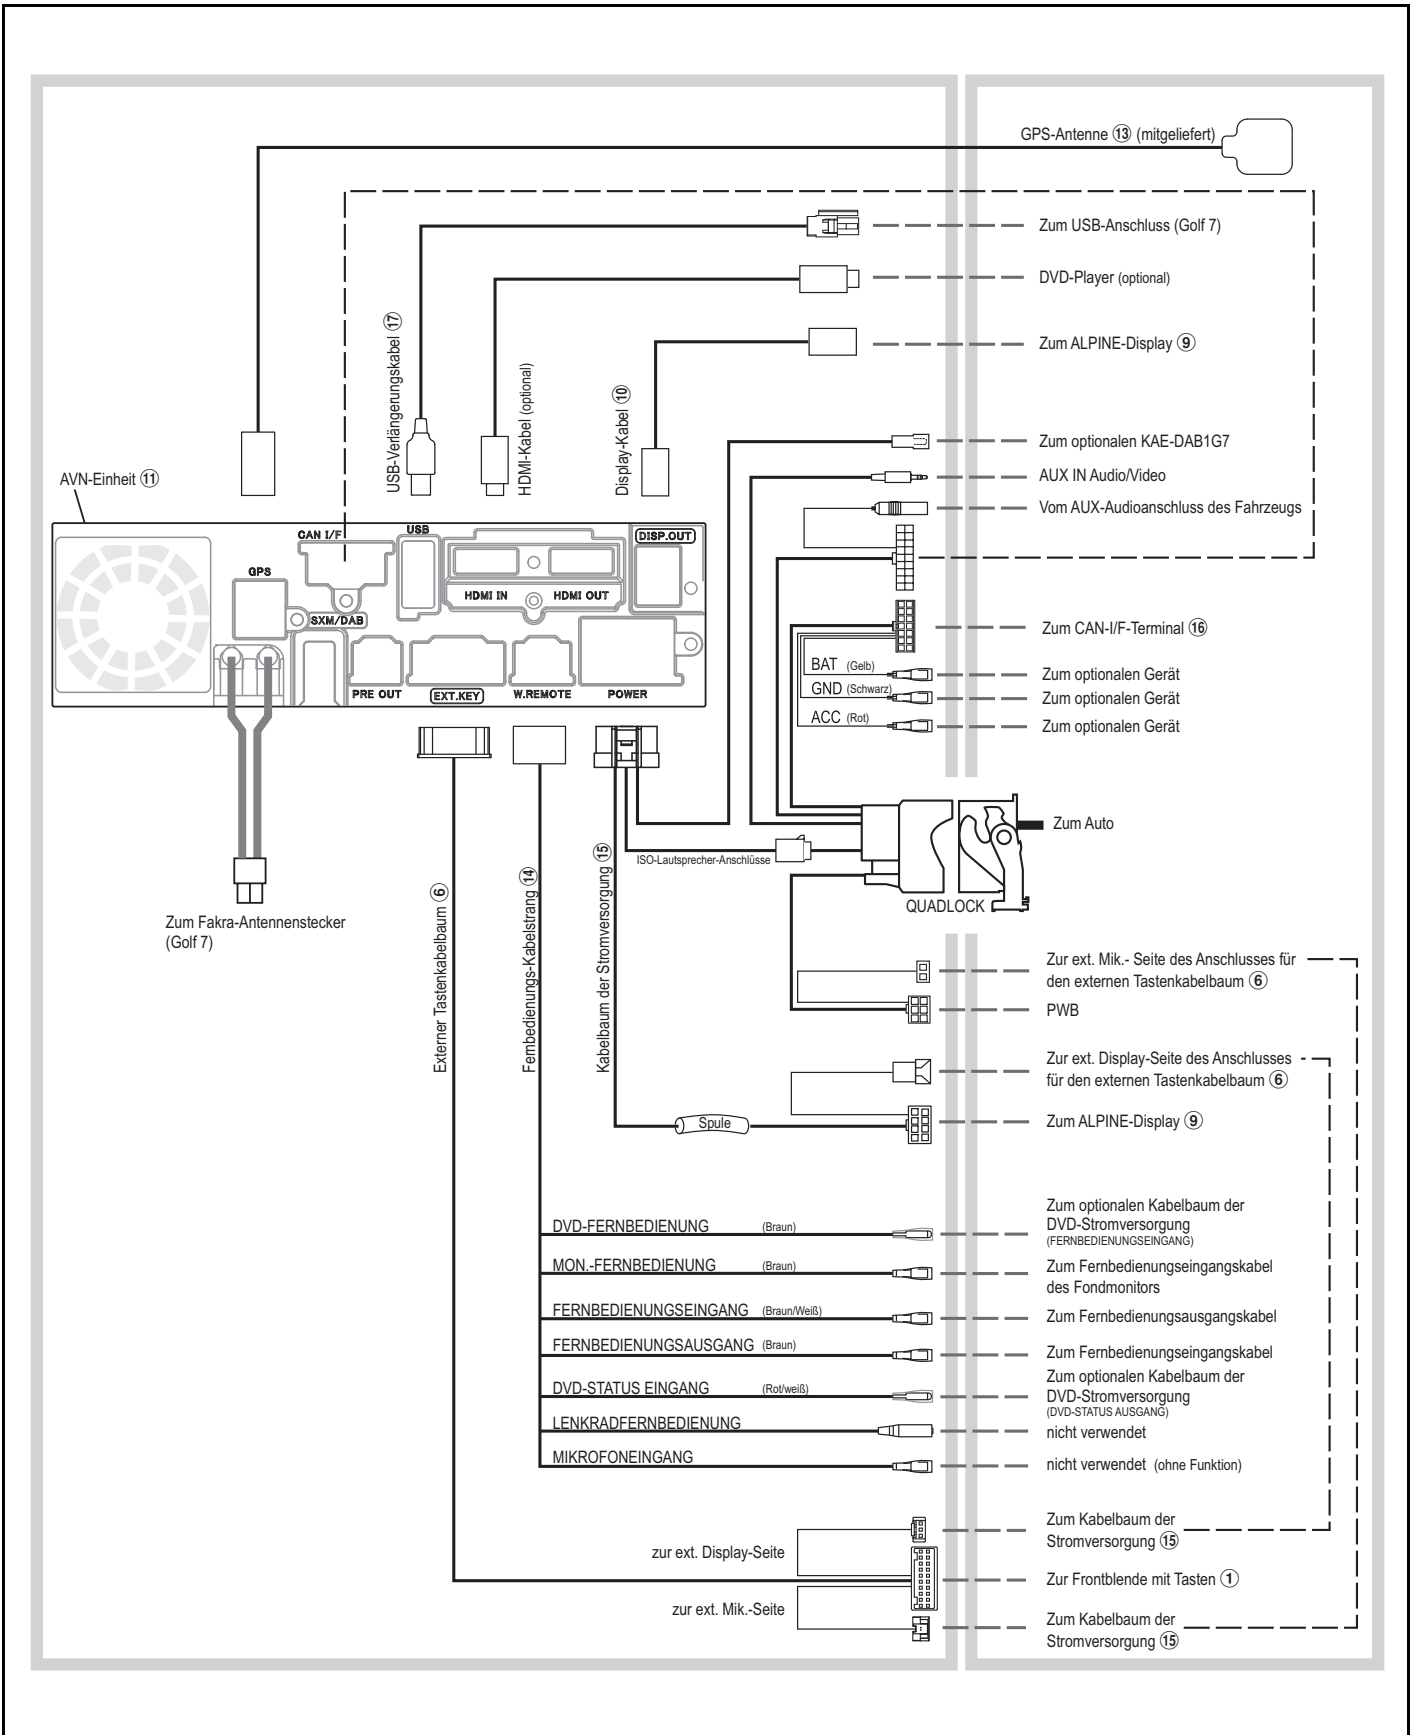 GPS-Antenne ⑬ (mitgeliefert)
Zum USB-Anschluss (Golf 7)
DVD-Player (optional)
Zum ALPINE-Display ⑨
USB-Verlängerungskabel ⑰
HDMI-Kabel (optional)
Display-Kabel ⑩
Zum optionalen KAE-DAB1G7
AUX IN Audio/Video
Vom AUX-Audioanschluss des Fahrzeugs
AVN-Einheit ⑪
CAN I/F
USB
DISP.OUT
GPS
HDMI IN
HDMI OUT
SXM/DAB
PRE OUT
EXT.KEY
W.REMOTE
POWER
Zum CAN-I/F-Terminal ⑯
BAT (Gelb)
Zum optionalen Gerät
GND (Schwarz)
Zum optionalen Gerät
ACC (Rot)
Zum optionalen Gerät
Zum Auto
ISO-Lautsprecher-Anschlüsse
QUADLOCK
Zum Fakra-Antennenstecker
(Golf 7)
Externer Tastenkabelbaum ⑥
Fernbedienungs-Kabelstrang ⑭
Kabelbaum der Stromversorgung ⑮
Zur ext. Mik.- Seite des Anschlusses für
den externen Tastenkabelbaum ⑥
PWB
Zur ext. Display-Seite des Anschlusses
für den externen Tastenkabelbaum ⑥
Spule
Zum ALPINE-Display ⑨
DVD-FERNBEDIENUNG (Braun)
Zum optionalen Kabelbaum der
DVD-Stromversorgung
(FERNBEDIENUNGSEINGANG)
MON.-FERNBEDIENUNG (Braun)
Zum Fernbedienungseingangskabel
des Fondmonitors
FERNBEDIENUNGSEINGANG (Braun/Weiß)
Zum Fernbedienungsausgangskabel
FERNBEDIENUNGSAUSGANG (Braun)
Zum Fernbedienungseingangskabel
DVD-STATUS EINGANG (Rot/weiß)
Zum optionalen Kabelbaum der
DVD-Stromversorgung
(DVD-STATUS AUSGANG)
LENKRADFERNBEDIENUNG
nicht verwendet
MIKROFONEINGANG
nicht verwendet (ohne Funktion)
Zum Kabelbaum der
Stromversorgung ⑮
zur ext. Display-Seite
Zur Frontblende mit Tasten ①
zur ext. Mik.-Seite
Zum Kabelbaum der
Stromversorgung ⑮